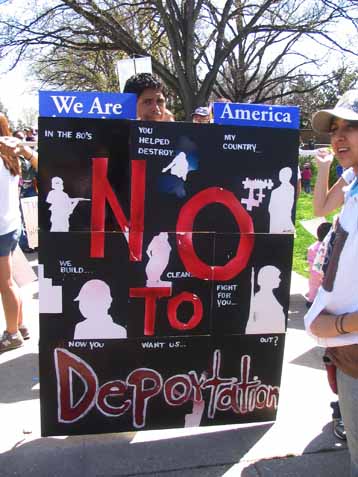 We Are America
IN THE 80'S
YOU
HELPED
DESTROY
MY
COUNTRY...
NO
WE
BUILD...
CLEAN...
FIGHT
FOR
YOU...
TO
NOW YOU WANT US... OUT?
Deportation